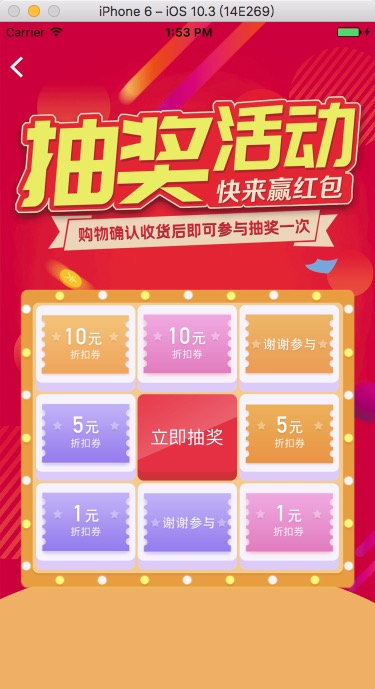 iPhone 6 – iOS 10.3 (14E269)
Carrier 1:53 PM
抽奖活动
快来赢红包
购物确认收货后即可参与抽奖一次
10元 10元 谢谢参与
折扣券 折扣券
5元 立即抽奖 5元
折扣券 折扣券
1元 谢谢参与 1元
折扣券 折扣券